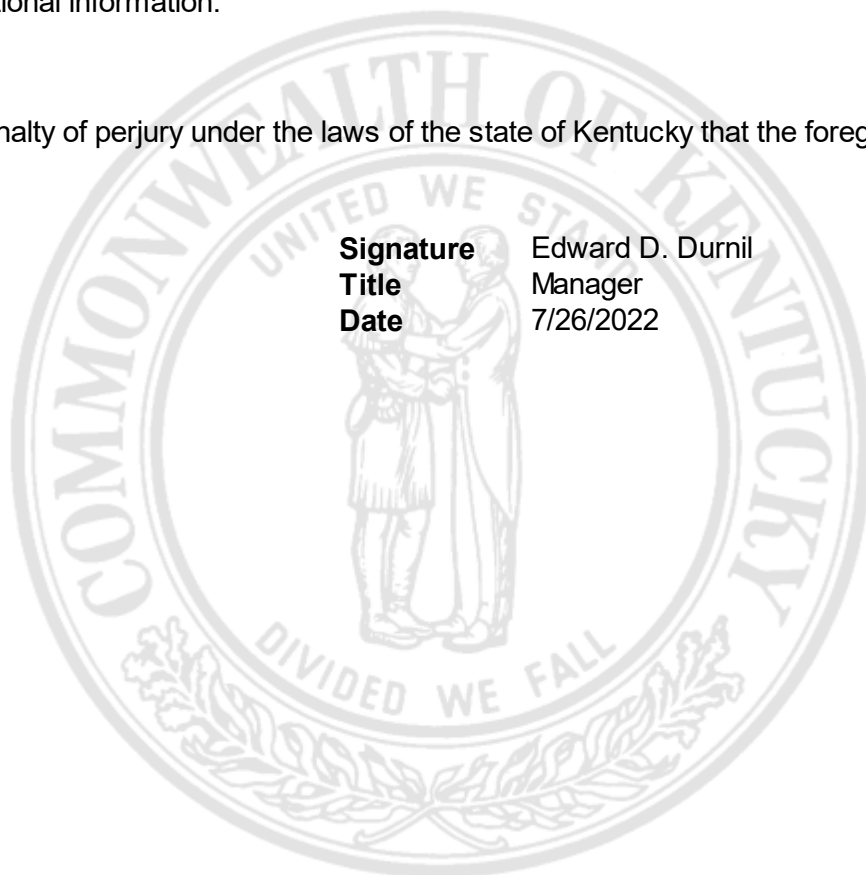 tional information.
nalty of perjury under the laws of the state of Kentucky that the foreg
COMMONWEALTH OF KENTUCKY
UNITED WE STAN
Signature Edward D. Durnil
Title Manager
Date 7/26/2022
DIVIDED WE FALL